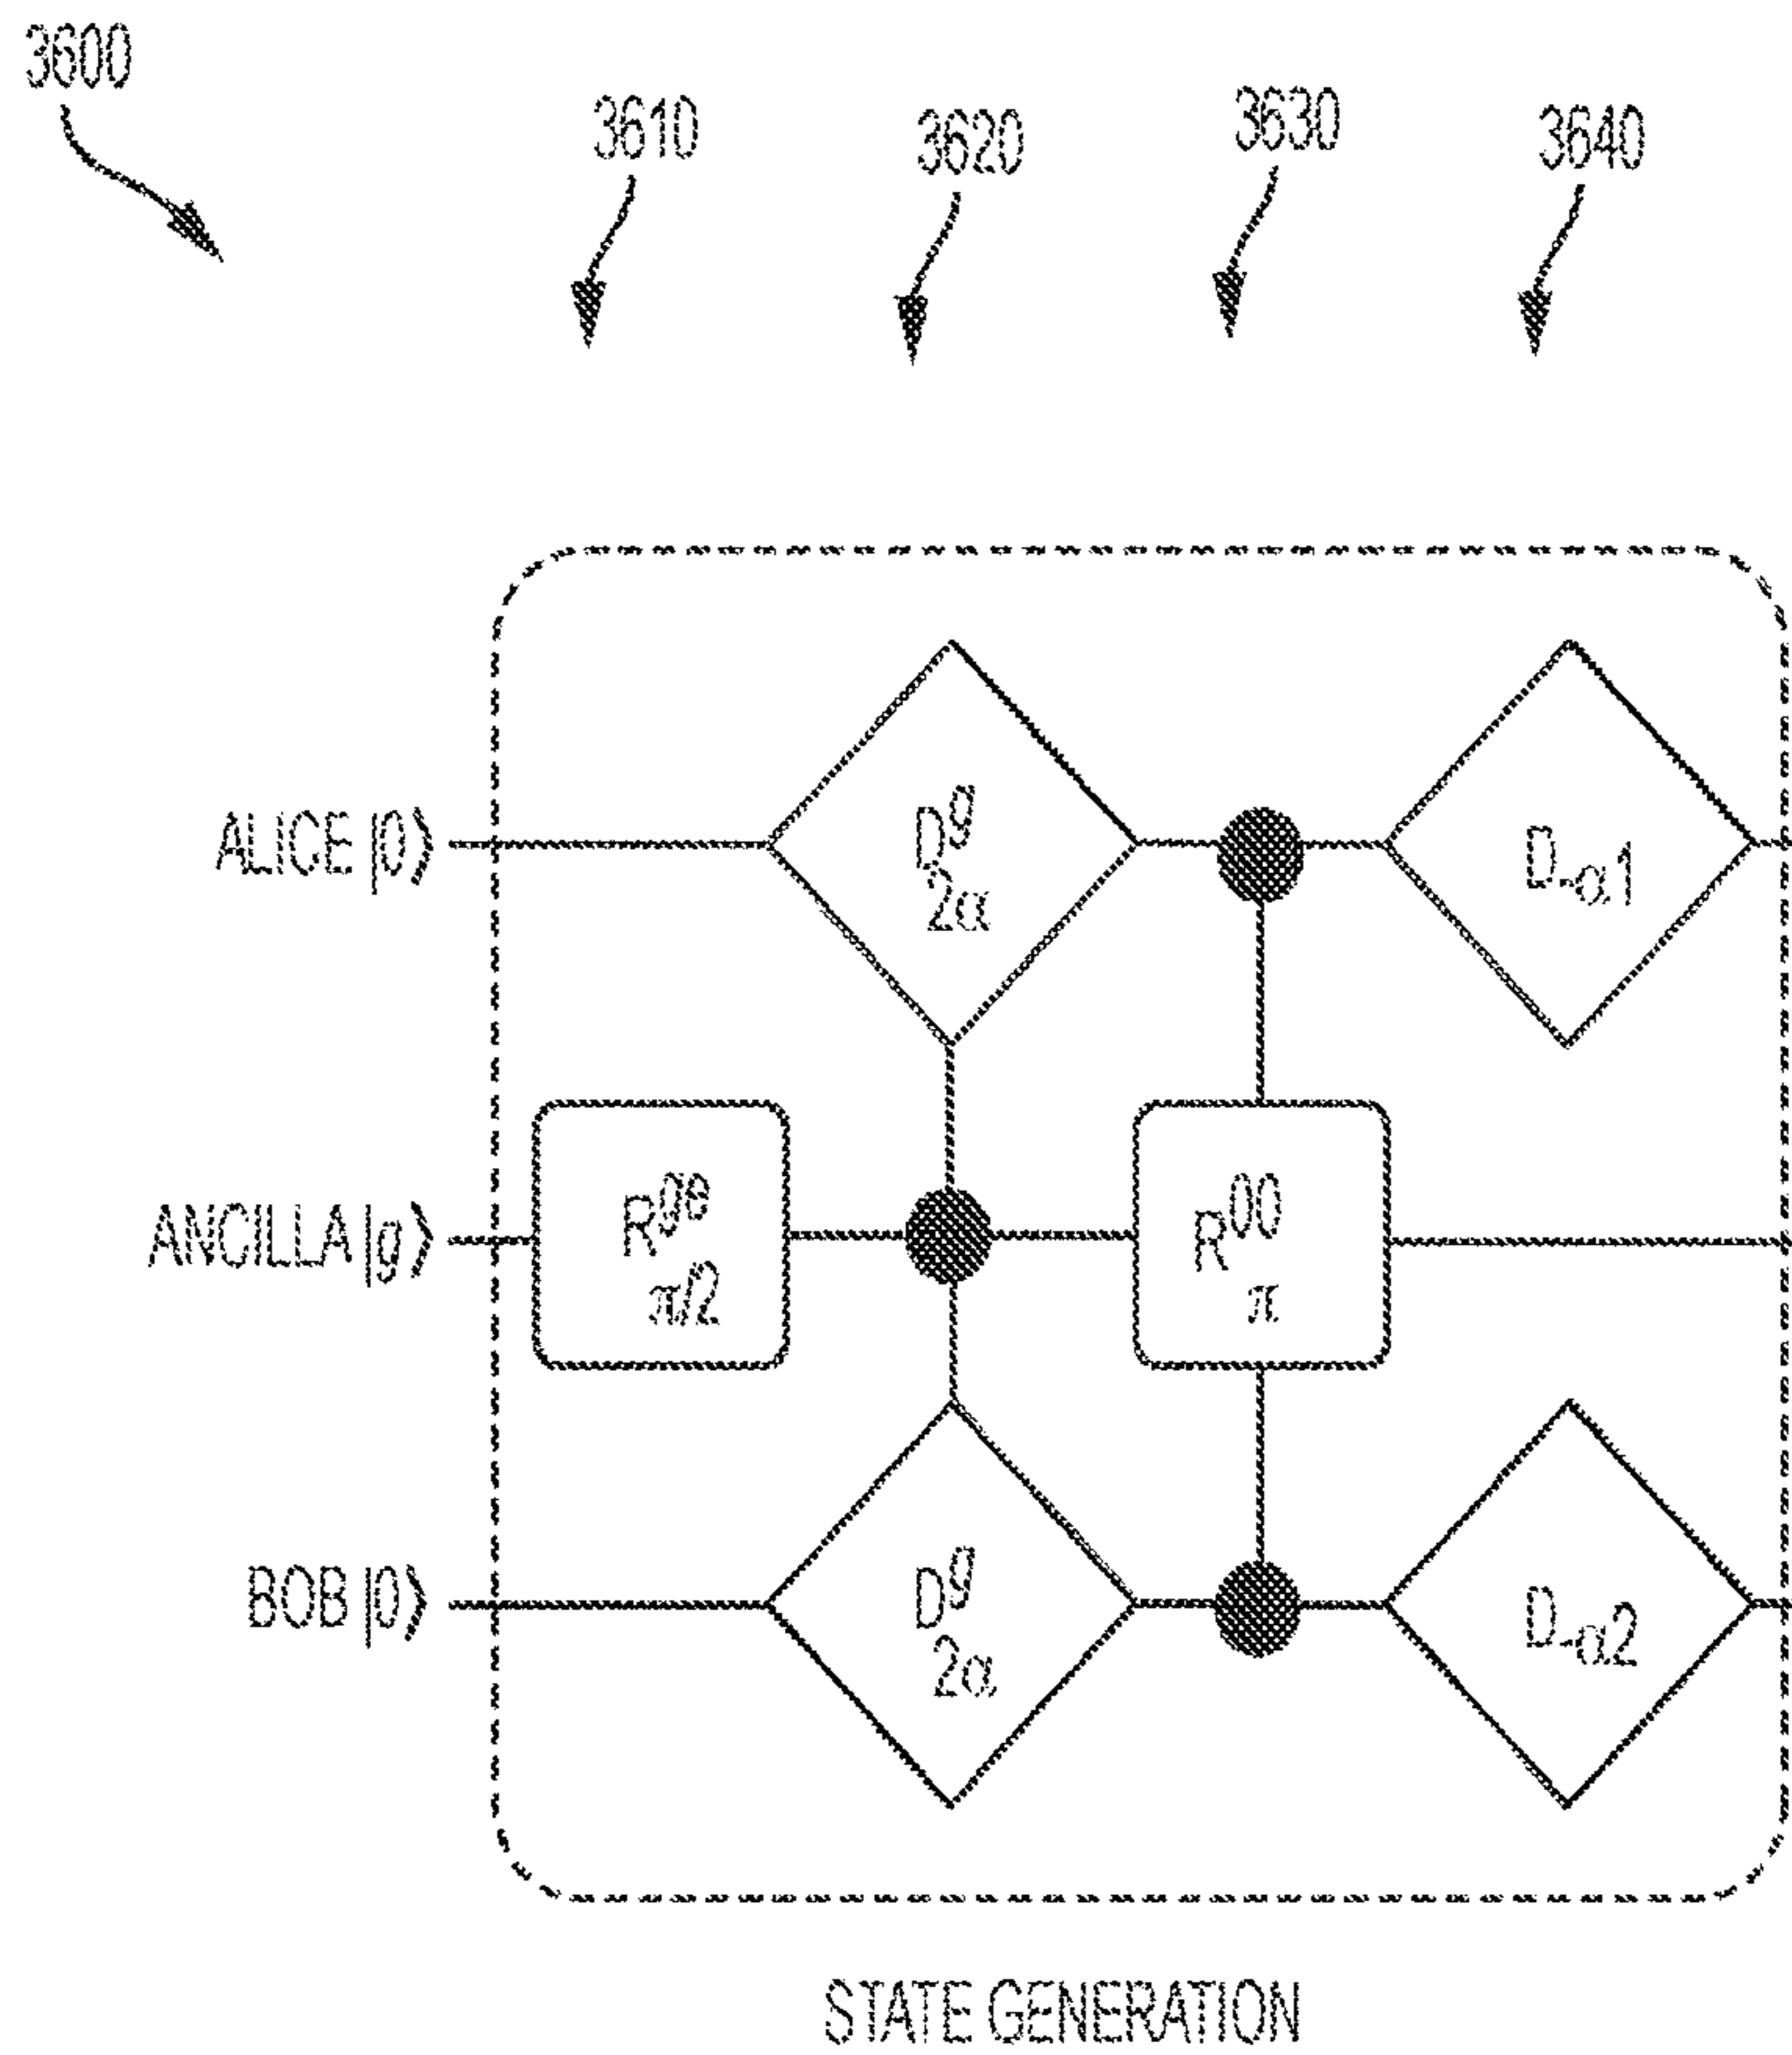 3600
3610
3620
3630
3640
ALICE |0⟩
D^g_2α
D_-α1
ANCILLA |g⟩
R^ge_π/2
R^00_π
BOB |0⟩
D^g_2α
D_-α2
STATE GENERATION